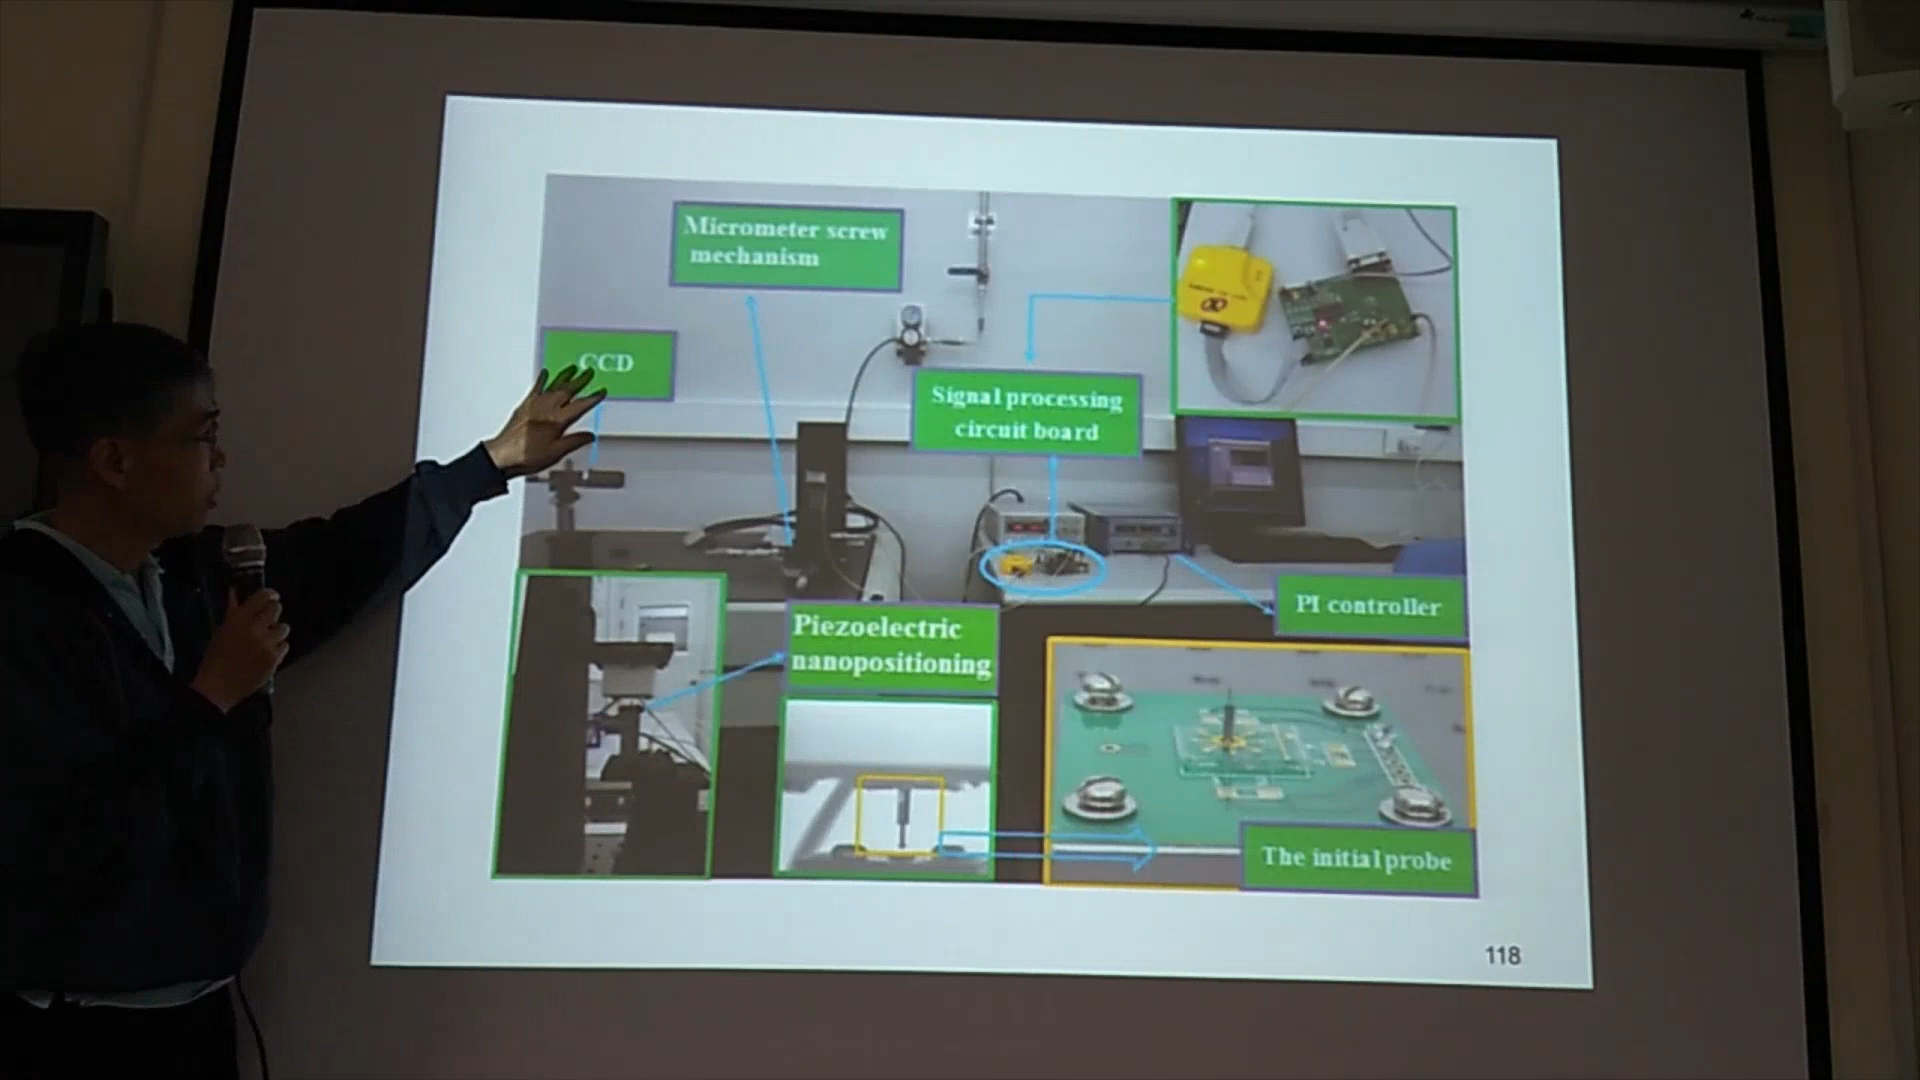 Micrometer screw
mechanism
CCD
Signal processing
circuit board
PI controller
Piezoelectric
nanopositioning
The initial probe
118